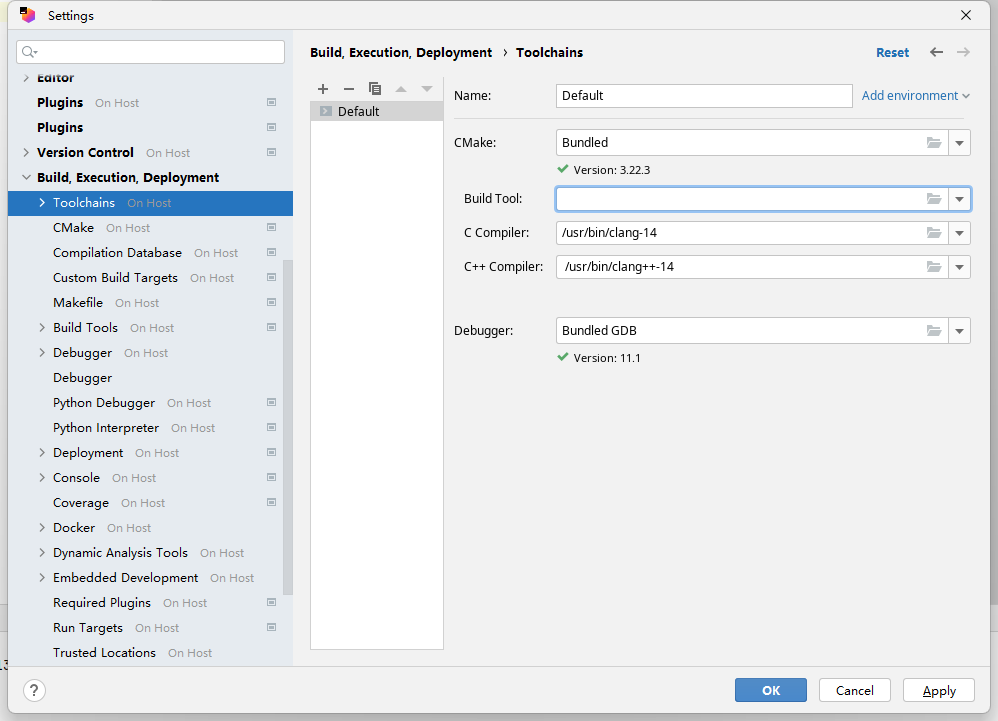 Settings
Editor
Plugins On Host
Plugins
Version Control On Host
Build, Execution, Deployment
Toolchains On Host
CMake On Host
Compilation Database On Host
Custom Build Targets On Host
Makefile On Host
Build Tools On Host
Debugger On Host
Debugger
Python Debugger On Host
Python Interpreter On Host
Deployment On Host
Console On Host
Coverage On Host
Docker On Host
Dynamic Analysis Tools On Host
Embedded Development On Host
Required Plugins On Host
Run Targets On Host
Trusted Locations On Host
Build, Execution, Deployment › Toolchains
Reset
Default
Name: Default Add environment
CMake: Bundled
Version: 3.22.3
Build Tool:
C Compiler: /usr/bin/clang-14
C++ Compiler: /usr/bin/clang++-14
Debugger: Bundled GDB
Version: 11.1
? OK Cancel Apply